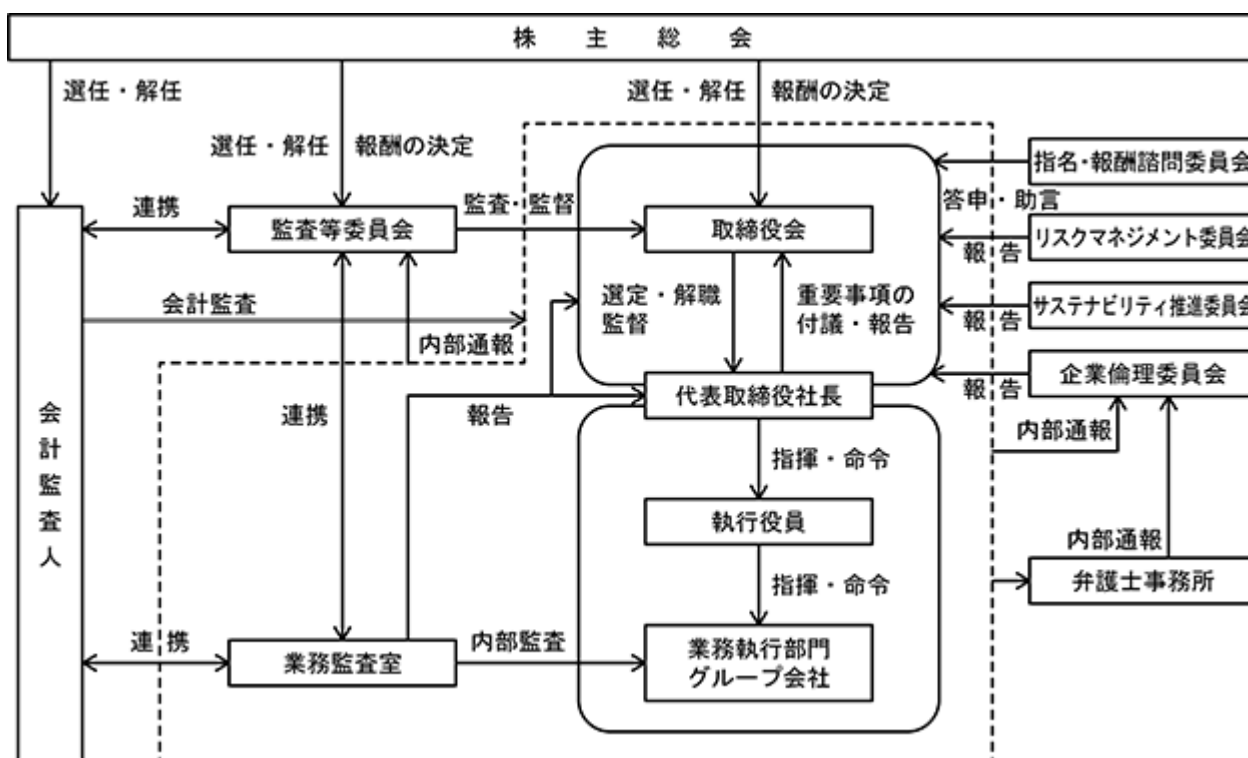 株主総会
選任・解任
選任・解任
報酬の決定
選任・解任
報酬の決定
指名・報酬諮問委員会
答申・助言
連携
監査等委員会
監査・監督
取締役会
リスクマネジメント委員会
報告
会計監査
内部通報
選定・解職
監督
重要事項の
付議・報告
サステナビリティ推進委員会
報告
企業倫理委員会
報告
代表取締役社長
会計監査人
連携
報告
内部通報
指揮・命令
執行役員
内部通報
弁護士事務所
指揮・命令
連携
業務監査室
内部監査
業務執行部門
グループ会社